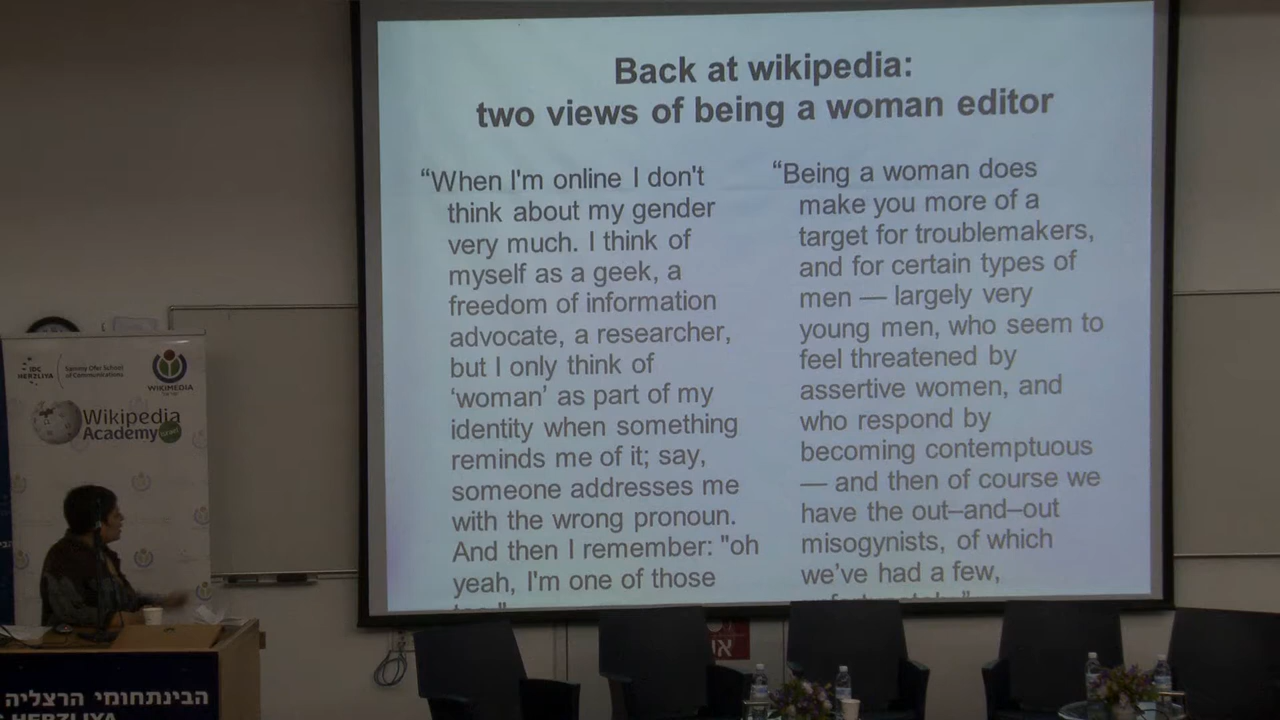 Back at wikipedia:
two views of being a woman editor
“When I'm online I don't
think about my gender
very much. I think of
myself as a geek, a
freedom of information
advocate, a researcher,
but I only think of
‘woman’ as part of my
identity when something
reminds me of it; say,
someone addresses me
with the wrong pronoun.
And then I remember: "oh
yeah, I'm one of those
too."
“Being a woman does
make you more of a
target for troublemakers,
and for certain types of
men — largely very
young men, who seem to
feel threatened by
assertive women, and
who respond by
becoming contemptuous
— and then of course we
have the out–and–out
misogynists, of which
we’ve had a few,
unfortunately.”
IDC
HERZLIYA
Sammy Ofer School
of Communications
WIKIMEDIA
Wikipedia
Academy
הבינתחומי הרצליה
HERZLIYA